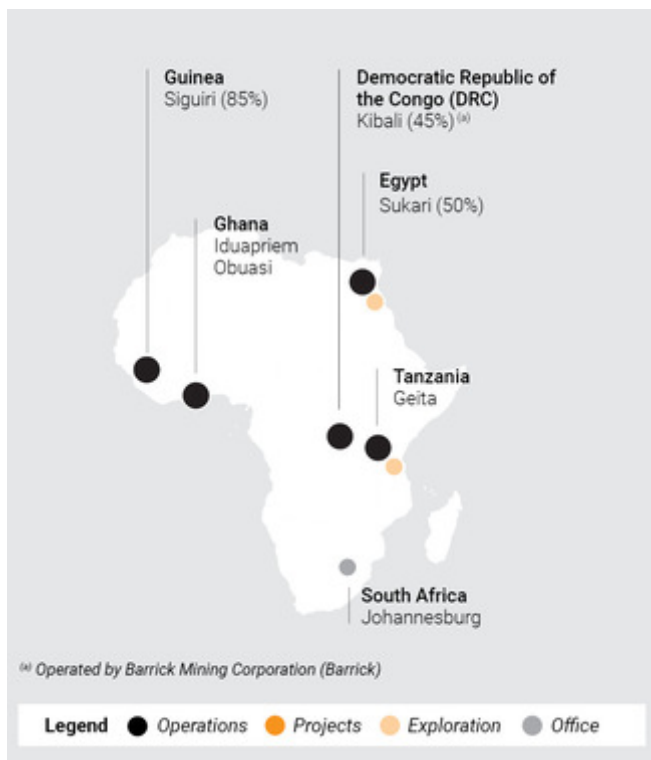 Guinea
Siguiri (85%)
Democratic Republic of
the Congo (DRC)
Kibali (45%) (a)
Egypt
Sukari (50%)
Ghana
Iduapriem
Obuasi
Tanzania
Geita
South Africa
Johannesburg
(a) Operated by Barrick Mining Corporation (Barrick)
Legend Operations Projects Exploration Office